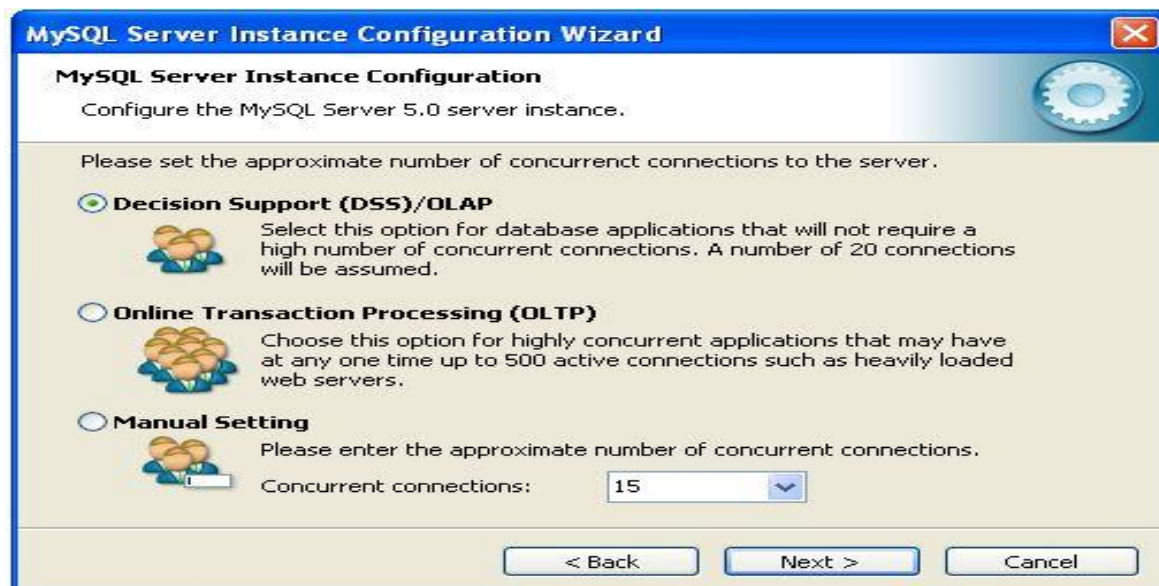 MySQL Server Instance Configuration Wizard
MySQL Server Instance Configuration
Configure the MySQL Server 5.0 server instance.
Please set the approximate number of concurrenct connections to the server.
Decision Support (DSS)/OLAP
Select this option for database applications that will not require a
high number of concurrent connections. A number of 20 connections
will be assumed.
Online Transaction Processing (OLTP)
Choose this option for highly concurrent applications that may have
at any one time up to 500 active connections such as heavily loaded
web servers.
Manual Setting
Please enter the approximate number of concurrent connections.
Concurrent connections: 15
< Back Next > Cancel